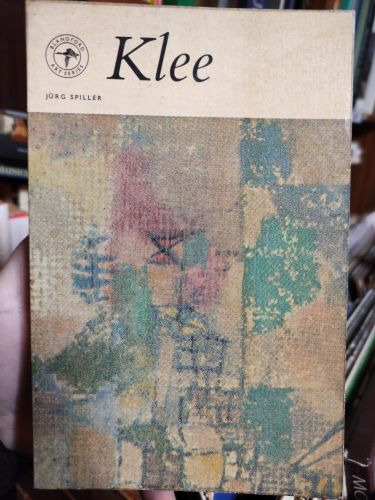 BLANDFORD
ART SERIES
Klee
JÜRG SPILLER